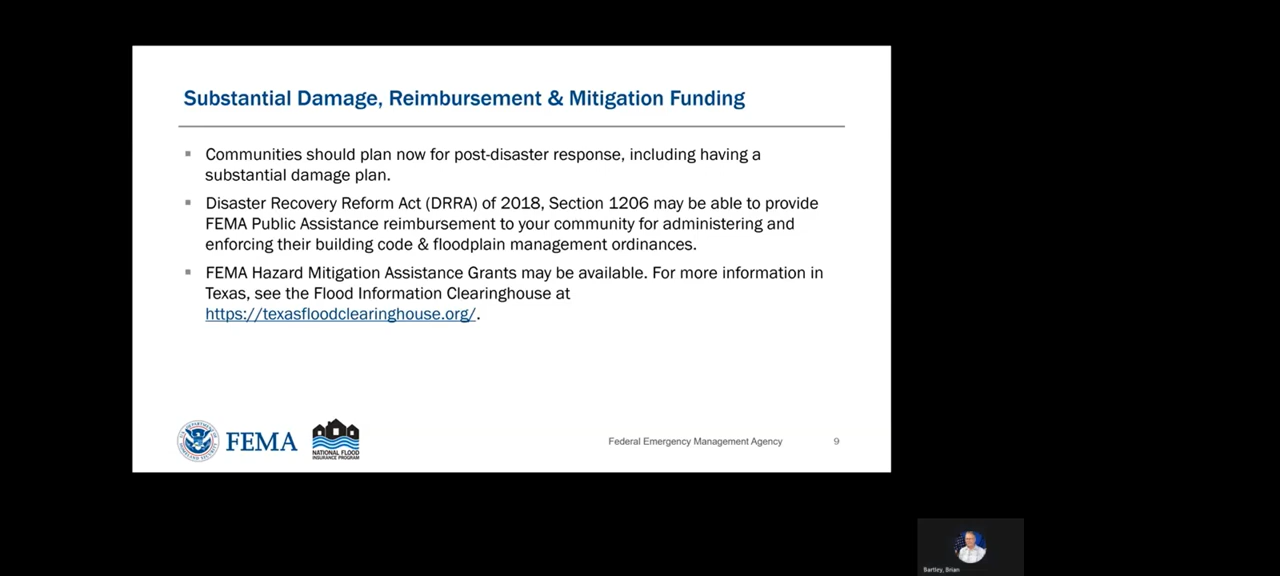 Substantial Damage, Reimbursement & Mitigation Funding
Communities should plan now for post-disaster response, including having a
substantial damage plan.
Disaster Recovery Reform Act (DRRA) of 2018, Section 1206 may be able to provide
FEMA Public Assistance reimbursement to your community for administering and
enforcing their building code & floodplain management ordinances.
FEMA Hazard Mitigation Assistance Grants may be available. For more information in
Texas, see the Flood Information Clearinghouse at
https://texasfloodclearinghouse.org/.
FEMA
NATIONAL FLOOD
INSURANCE PROGRAM
Federal Emergency Management Agency
9
Bartley, Brian